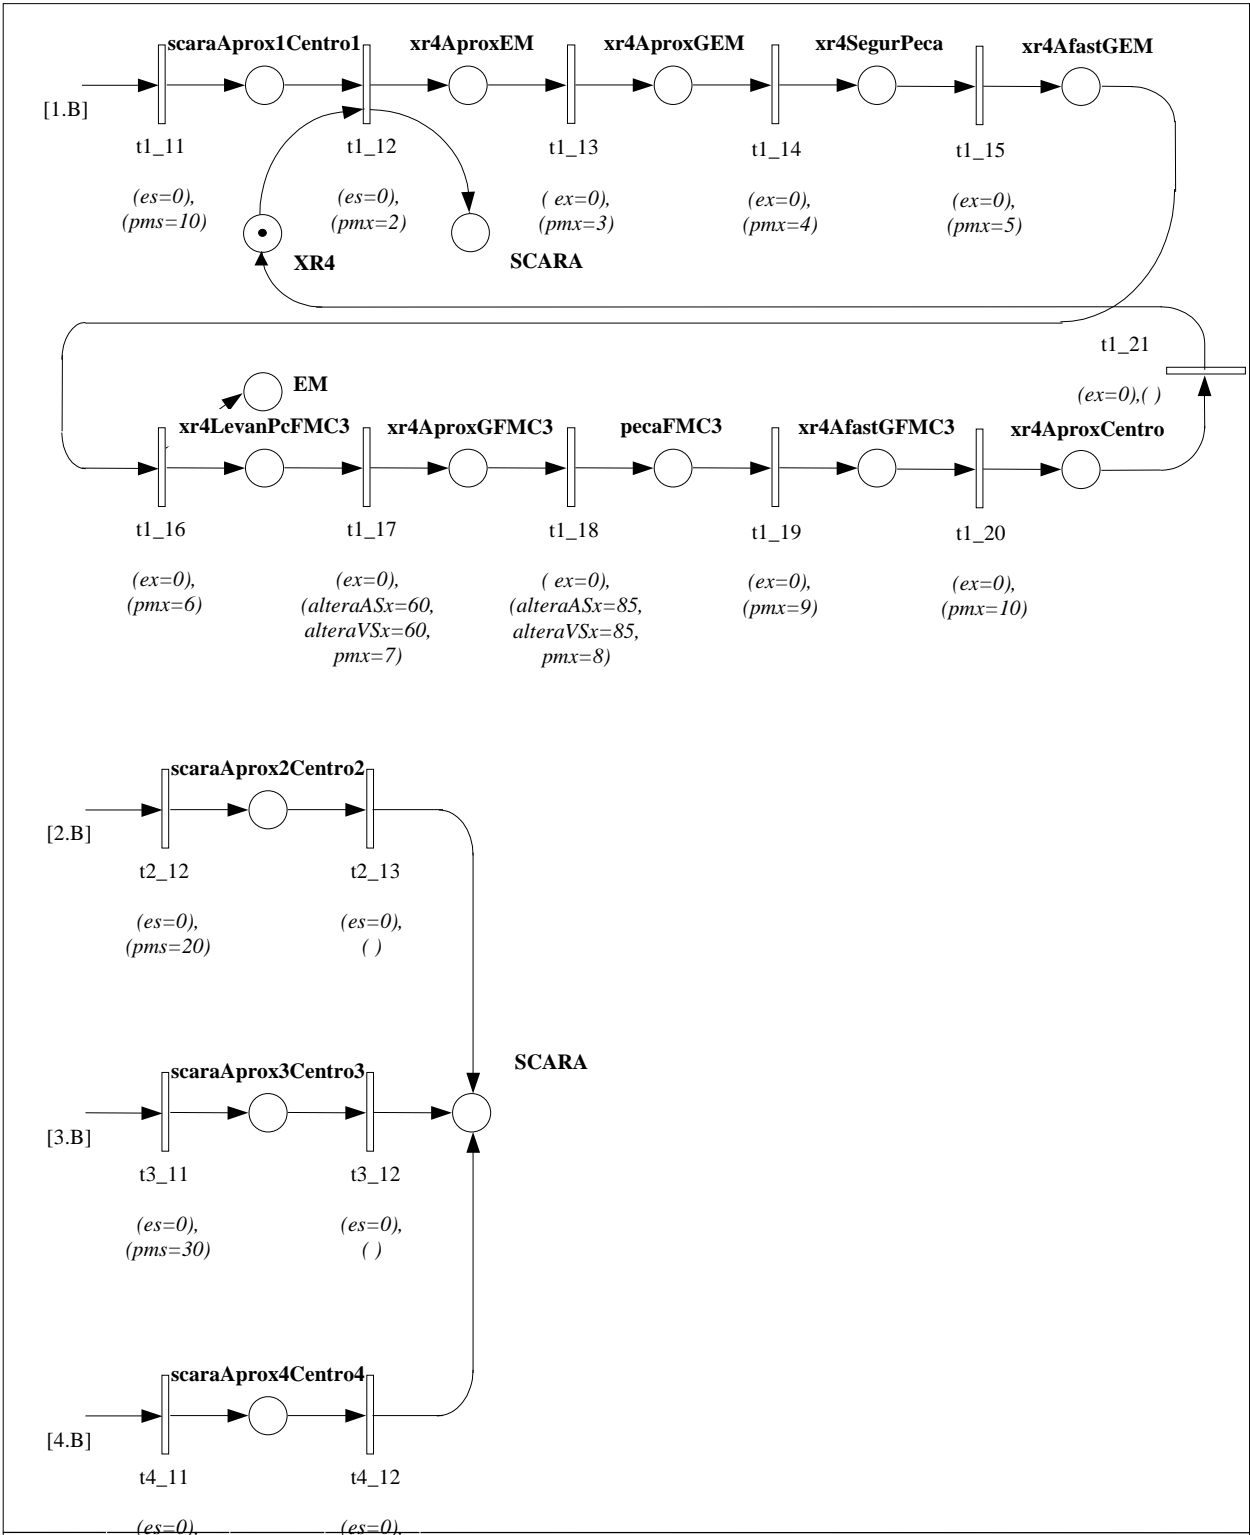 scaraAprox1Centro1 xr4AproxEM xr4AproxGEM xr4SegurPeca xr4AfastGEM
[1.B]
t1_11 t1_12 t1_13 t1_14 t1_15
(es=0), (es=0), ( ex=0), (ex=0), (ex=0),
(pms=10) (pmx=2) (pmx=3) (pmx=4) (pmx=5)
XR4 SCARA
t1_21
(ex=0),( )
EM
xr4LevanPcFMC3 xr4AproxGFMC3 pecaFMC3 xr4AfastGFMC3 xr4AproxCentro
t1_16 t1_17 t1_18 t1_19 t1_20
(ex=0), (ex=0), ( ex=0), (ex=0), (ex=0),
(pmx=6) (alteraASx=60, (alteraASx=85, (pmx=9) (pmx=10)
alteraVSx=60, alteraVSx=85,
pmx=7) pmx=8)
scaraAprox2Centro2
[2.B]
t2_12 t2_13
(es=0), (es=0),
(pms=20) ( )
SCARA
scaraAprox3Centro3
[3.B]
t3_11 t3_12
(es=0), (es=0),
(pms=30) ( )
scaraAprox4Centro4
[4.B]
t4_11 t4_12
(es=0), (es=0),